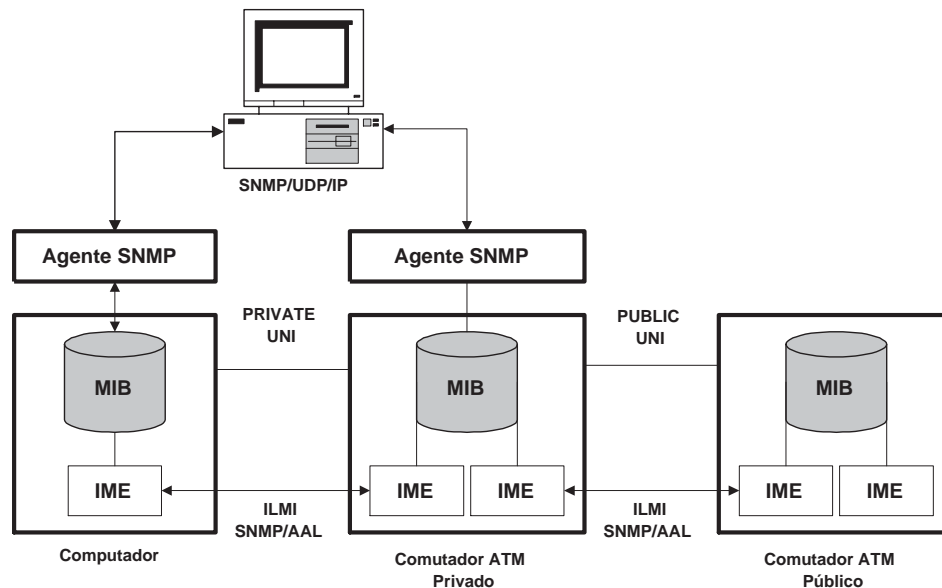 SNMP/UDP/IP
Agente SNMP
Agente SNMP
PRIVATE
UNI
PUBLIC
UNI
MIB
MIB
MIB
IME
IME
IME
IME
IME
ILMI
SNMP/AAL
ILMI
SNMP/AAL
Computador
Comutador ATM
Privado
Comutador ATM
Público